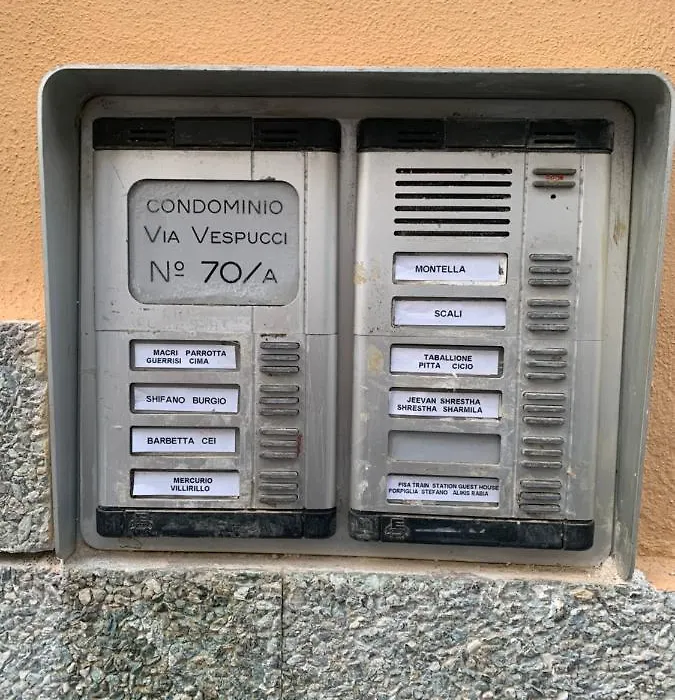 CONDOMINIO
VIA VESPUCCI
Nº 70/A
MACRI PARROTTA
GUERRISI CIMA
SHIFANO BURGIO
BARBETTA CEI
MERCURIO
VILLIRILLO
MONTELLA
SCALI
TABALLIONE
PITTA CICIO
JEEVAN SHRESTHA
SHRESTHA SHARMILA
PISA TRAIN STATION GUEST HOUSE
FORPIGLIA STEFANO ALIKIS RABIA